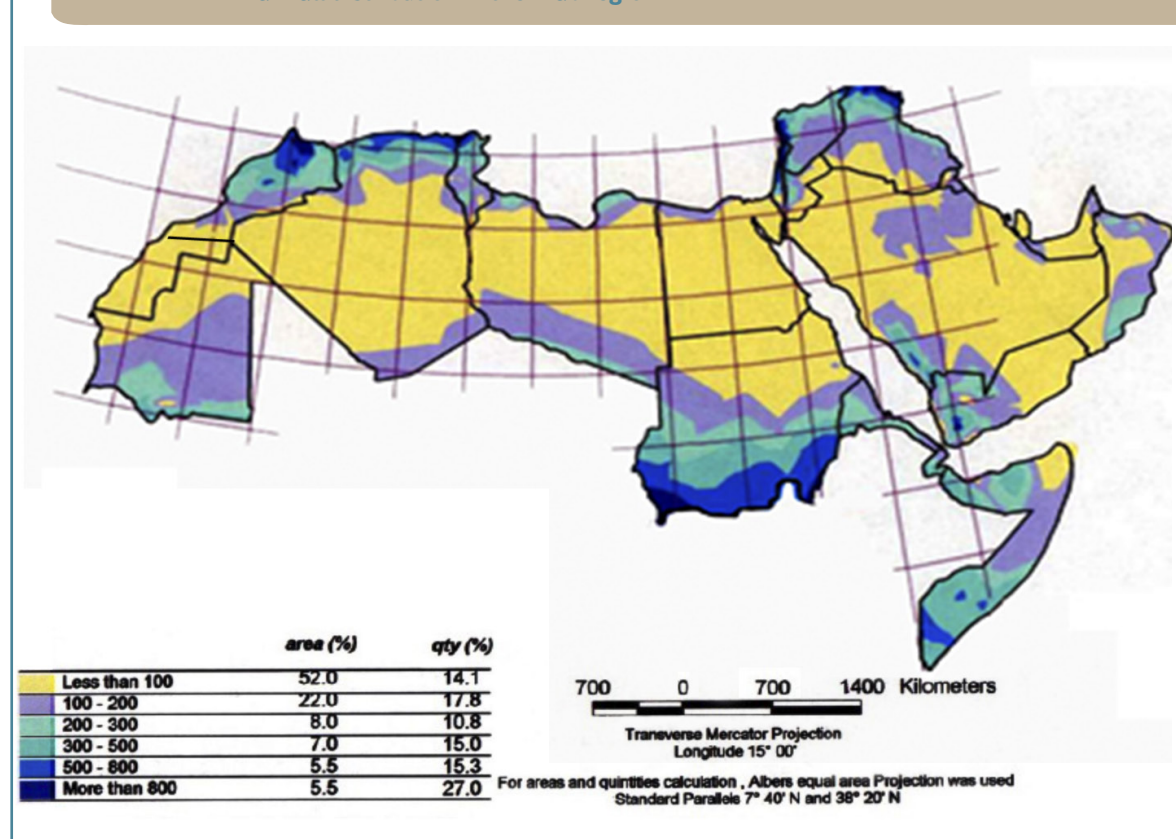 area (%) qty (%)
Less than 100 52.0 14.1
100 - 200 22.0 17.8
200 - 300 8.0 10.8
300 - 500 7.0 15.0
500 - 800 5.5 15.3
More than 800 5.5 27.0
700 0 700 1400 Kilometers
Transverse Mercator Projection
Longitude 15° 00'
For areas and quintities calculation , Albers equal area Projection was used
Standard Parallels 7° 40' N and 38° 20' N